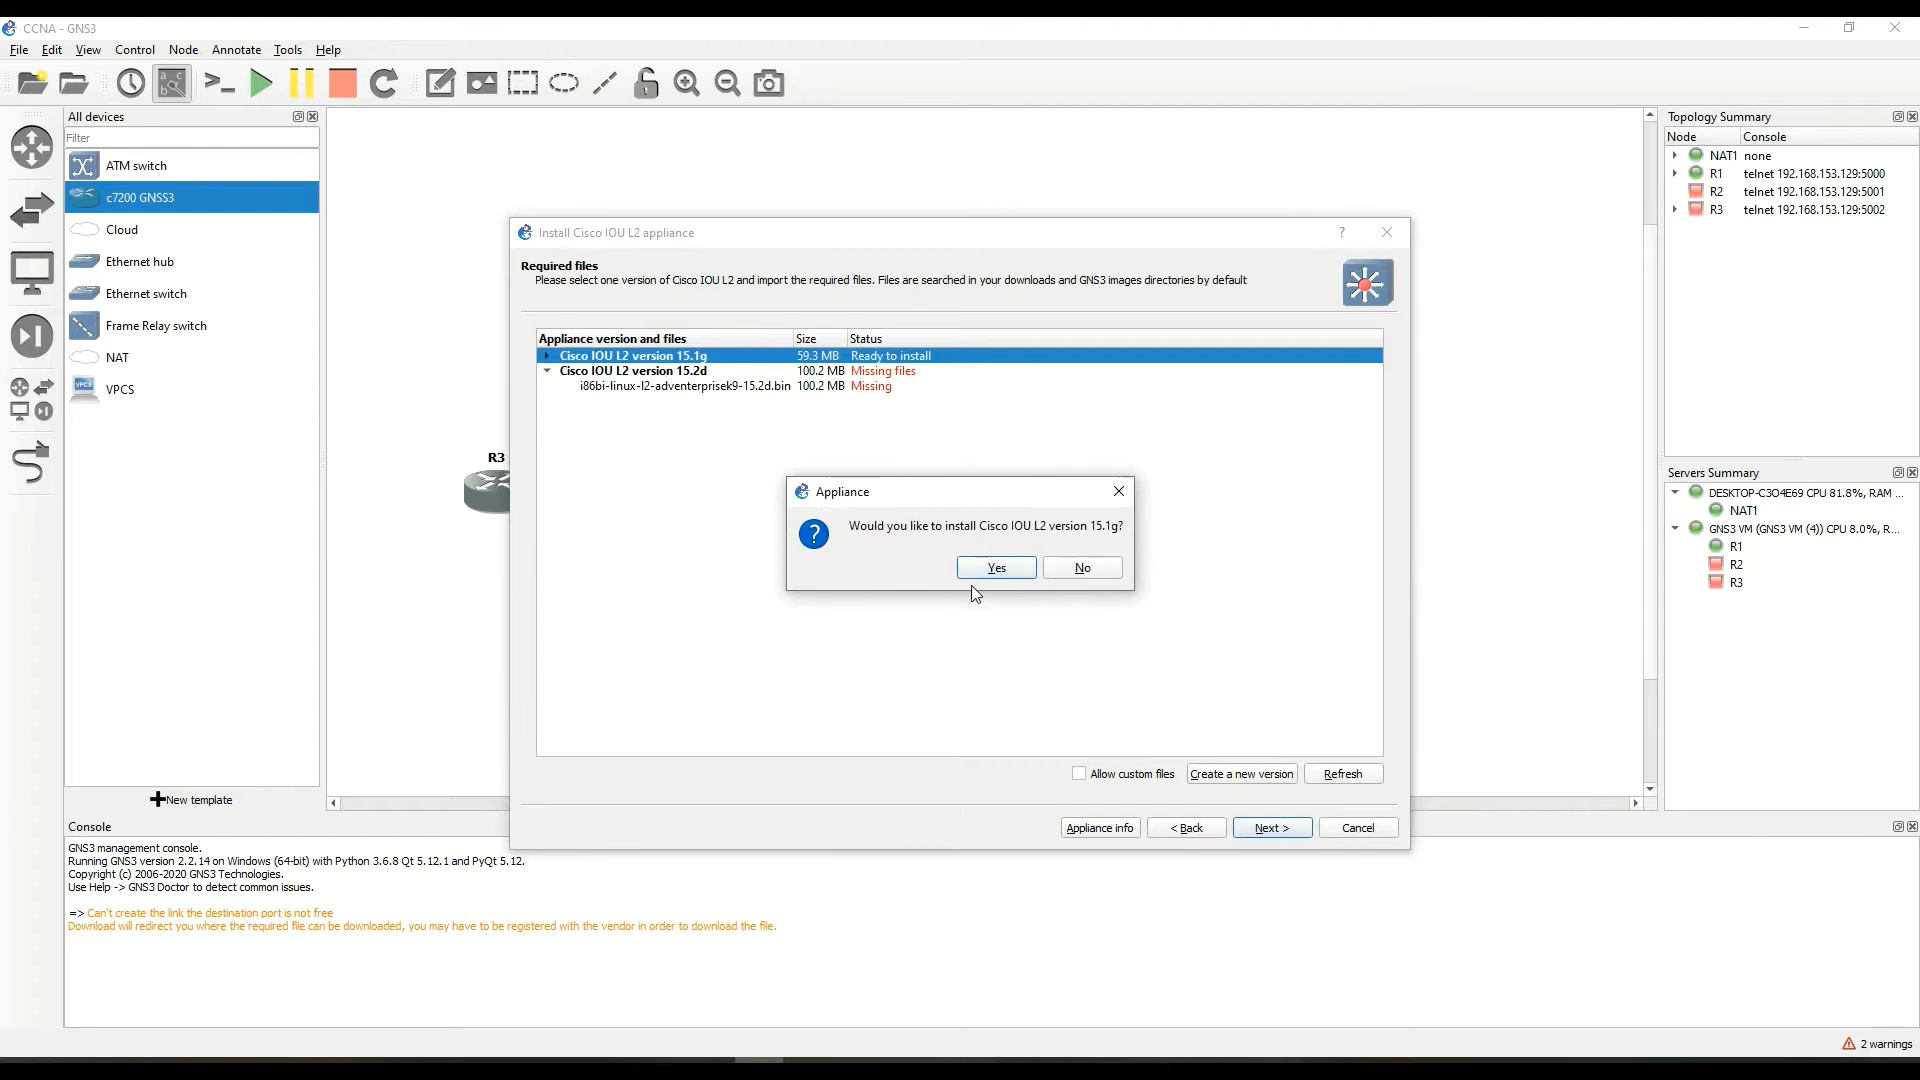 CCNA - GNS3
File Edit View Control Node Annotate Tools Help
All devices
Filter
ATM switch
c7200 GNSS3
Cloud
Ethernet hub
Ethernet switch
Frame Relay switch
NAT
VPCS
VPCS
New template
R3
Install Cisco IOU L2 appliance
?
Required files
Please select one version of Cisco IOU L2 and import the required files. Files are searched in your downloads and GNS3 images directories by default
Appliance version and files Size Status
Cisco IOU L2 version 15.1g 59.3 MB Ready to install
Cisco IOU L2 version 15.2d 100.2 MB Missing files
i86bi-linux-l2-adventerprisek9-15.2d.bin 100.2 MB Missing
Appliance
?
Would you like to install Cisco IOU L2 version 15.1g?
Yes No
Allow custom files Create a new version Refresh
Appliance info < Back Next > Cancel
Topology Summary
Node Console
NAT1 none
R1 telnet 192.168.153.129:5000
R2 telnet 192.168.153.129:5001
R3 telnet 192.168.153.129:5002
Servers Summary
DESKTOP-C3O4E69 CPU 81.8%, RAM ...
NAT1
GNS3 VM (GNS3 VM (4)) CPU 8.0%, R...
R1
R2
R3
Console
GNS3 management console.
Running GNS3 version 2.2.14 on Windows (64-bit) with Python 3.6.8 Qt 5.12.1 and PyQt 5.12.
Copyright (c) 2006-2020 GNS3 Technologies.
Use Help -> GNS3 Doctor to detect common issues.
=> Can't create the link the destination port is not free
Download will redirect you where the required file can be downloaded, you may have to be registered with the vendor in order to download the file.
2 warnings